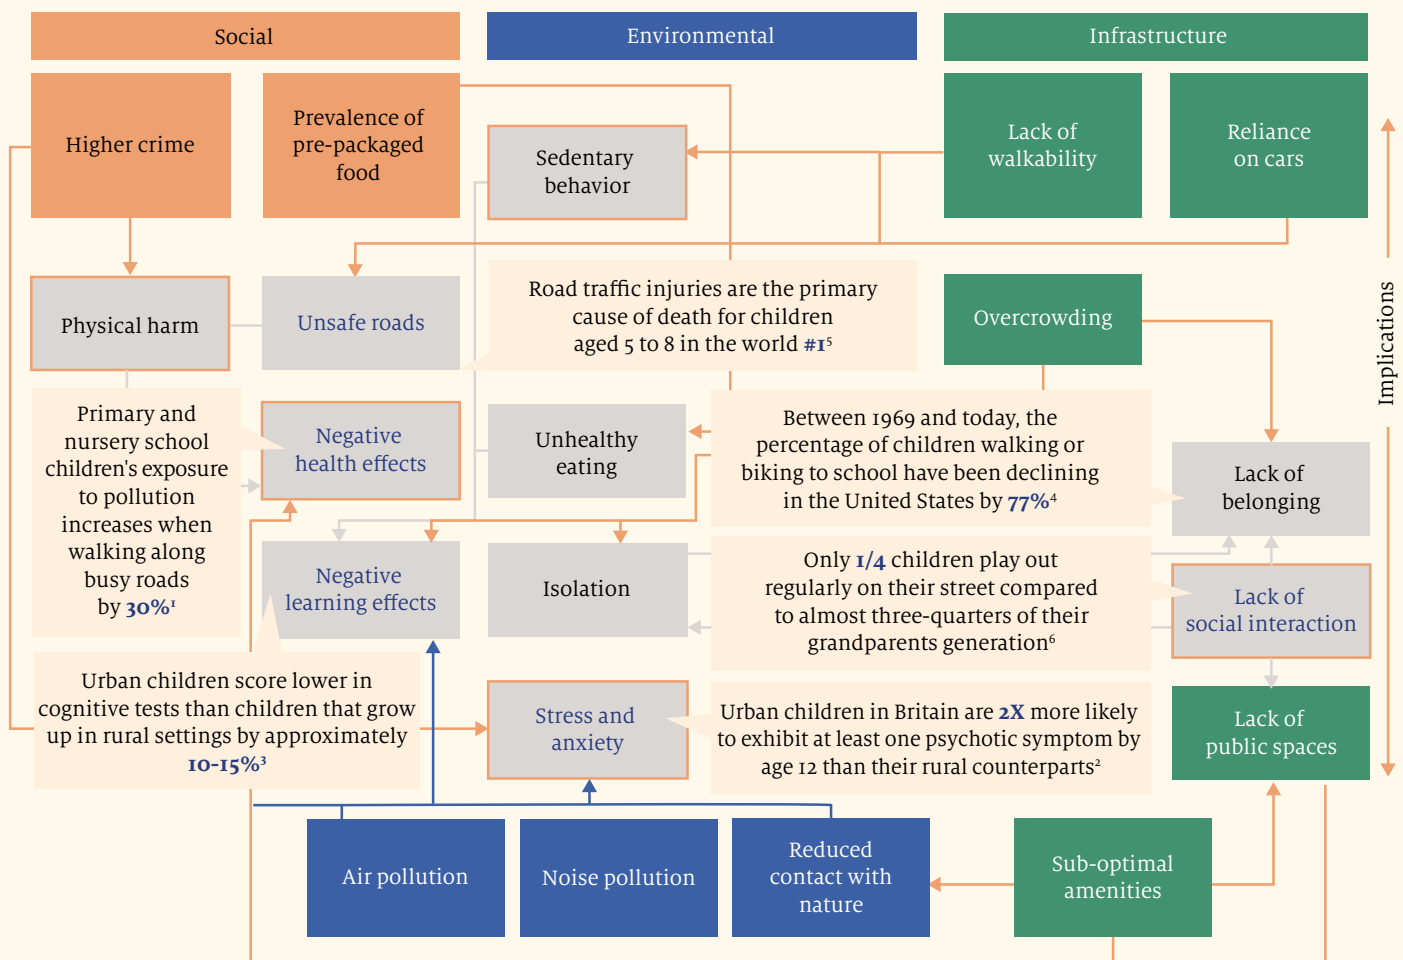 Social
Environmental
Infrastructure
Higher crime
Prevalence of
pre-packaged
food
Sedentary
behavior
Lack of
walkability
Reliance
on cars
Implications
Physical harm
Unsafe roads
Road traffic injuries are the primary
cause of death for children
aged 5 to 8 in the world #1⁵
Overcrowding
Primary and
nursery school
children's exposure
to pollution
increases when
walking along
busy roads
by 30%¹
Negative
health effects
Unhealthy
eating
Between 1969 and today, the
percentage of children walking or
biking to school have been declining
in the United States by 77%⁴
Lack of
belonging
Negative
learning effects
Isolation
Only 1/4 children play out
regularly on their street compared
to almost three-quarters of their
grandparents generation⁶
Lack of
social interaction
Urban children score lower in
cognitive tests than children that grow
up in rural settings by approximately
10-15%³
Stress and
anxiety
Urban children in Britain are 2X more likely
to exhibit at least one psychotic symptom by
age 12 than their rural counterparts²
Lack of
public spaces
Air pollution
Noise pollution
Reduced
contact with
nature
Sub-optimal
amenities